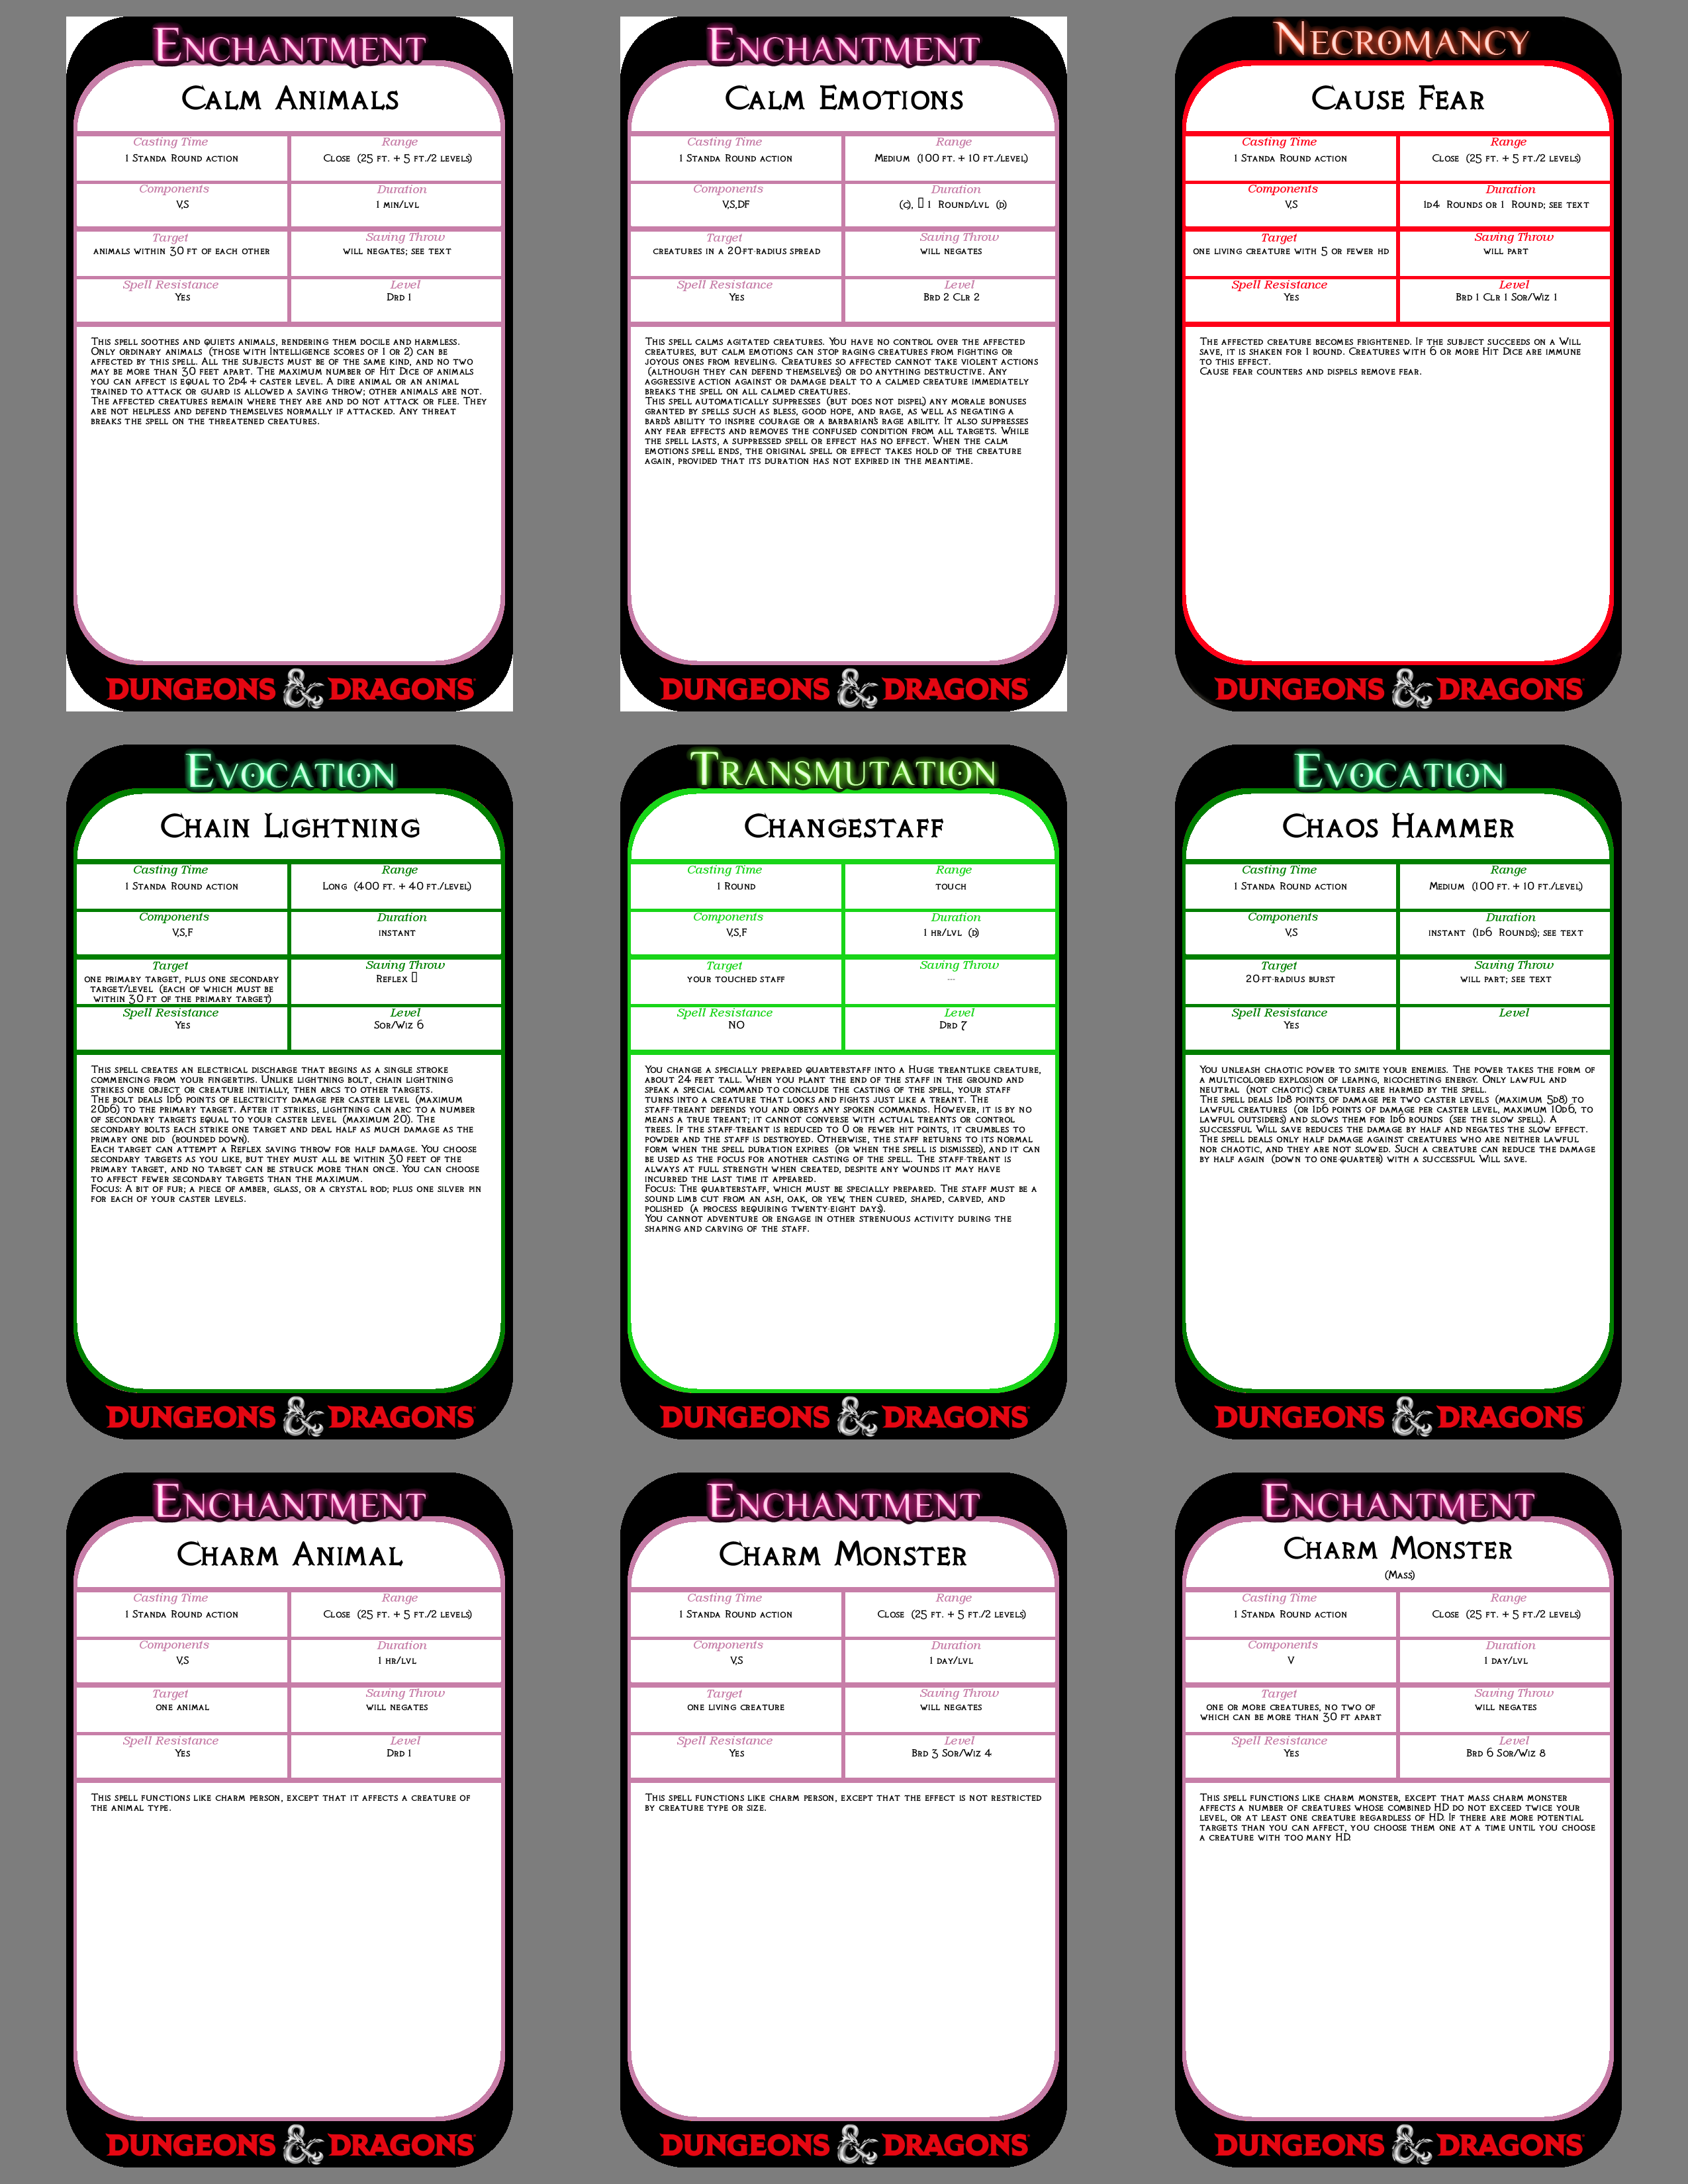 Enchantment
Calm Animals
Casting Time
1 Standa Round action
Range
Close (25 ft. + 5 ft./2 levels)
Components
V,S
Duration
1 min/lvl
Target
animals within 30 ft of each other
Saving Throw
will negates; see text
Spell Resistance
Yes
Level
Drd 1
This spell soothes and quiets animals, rendering them docile and harmless.
Only ordinary animals (those with Intelligence scores of 1 or 2) can be
affected by this spell. All the subjects must be of the same kind, and no two
may be more than 30 feet apart. The maximum number of Hit Dice of animals
you can affect is equal to 2d4 + caster level. A dire animal or an animal
trained to attack or guard is allowed a saving throw; other animals are not.
The affected creatures remain where they are and do not attack or flee. They
are not helpless and defend themselves normally if attacked. Any threat
breaks the spell on the threatened creatures.
DUNGEONS & DRAGONS
Enchantment
Calm Emotions
Casting Time
1 Standa Round action
Range
Medium (100 ft. + 10 ft./level)
Components
V,S,DF
Duration
(c), 1 Round/lvl (d)
Target
creatures in a 20ft-radius spread
Saving Throw
will negates
Spell Resistance
Yes
Level
Brd 2 Clr 2
This spell calms agitated creatures. You have no control over the affected
creatures, but calm emotions can stop raging creatures from fighting or
joyous ones from reveling. Creatures so affected cannot take violent actions
(although they can defend themselves) or do anything destructive. Any
aggressive action against or damage dealt to a calmed creature immediately
breaks the spell on all calmed creatures.
This spell automatically suppresses (but does not dispel) any morale bonuses
granted by spells such as bless, good hope, and rage, as well as negating a
bard's ability to inspire courage or a barbarian's rage ability. It also suppresses
any fear effects and removes the confused condition from all targets. While
the spell lasts, a suppressed spell or effect has no effect. When the calm
emotions spell ends, the original spell or effect takes hold of the creature
again, provided that its duration has not expired in the meantime.
DUNGEONS & DRAGONS
Necromancy
Cause Fear
Casting Time
1 Standa Round action
Range
Close (25 ft. + 5 ft./2 levels)
Components
V,S
Duration
1d4 Rounds or 1 Round; see text
Target
one living creature with 5 or fewer hd
Saving Throw
will part
Spell Resistance
Yes
Level
Brd 1 Clr 1 Sor/Wiz 1
The affected creature becomes frightened. If the subject succeeds on a Will
save, it is shaken for 1 round. Creatures with 6 or more Hit Dice are immune
to this effect.
Cause fear counters and dispels remove fear.
DUNGEONS & DRAGONS
Evocation
Chain Lightning
Casting Time
1 Standa Round action
Range
Long (400 ft. + 40 ft./level)
Components
V,S,F
Duration
instant
Target
one primary target, plus one secondary
target/level (each of which must be
within 30 ft of the primary target)
Saving Throw
Reflex
Spell Resistance
Yes
Level
Sor/Wiz 6
This spell creates an electrical discharge that begins as a single stroke
commencing from your fingertips. Unlike lightning bolt, chain lightning
strikes one object or creature initially, then arcs to other targets.
The bolt deals 1d6 points of electricity damage per caster level (maximum
20d6) to the primary target. After it strikes, lightning can arc to a number
of secondary targets equal to your caster level (maximum 20). The
secondary bolts each strike one target and deal half as much damage as the
primary one did (rounded down).
Each target can attempt a Reflex saving throw for half damage. You choose
secondary targets as you like, but they must all be within 30 feet of the
primary target, and no target can be struck more than once. You can choose
to affect fewer secondary targets than the maximum.
Focus: A bit of fur; a piece of amber, glass, or a crystal rod; plus one silver pin
for each of your caster levels.
DUNGEONS & DRAGONS
Transmutation
Changestaff
Casting Time
1 Round
Range
touch
Components
V,S,F
Duration
1 hr/lvl (d)
Target
your touched staff
Saving Throw
---
Spell Resistance
NO
Level
Drd 7
You change a specially prepared quarterstaff into a Huge treantlike creature,
about 24 feet tall. When you plant the end of the staff in the ground and
speak a special command to conclude the casting of the spell, your staff
turns into a creature that looks and fights just like a treant. The
staff-treant defends you and obeys any spoken commands. However, it is by no
means a true treant; it cannot converse with actual treants or control
trees. If the staff-treant is reduced to 0 or fewer hit points, it crumbles to
powder and the staff is destroyed. Otherwise, the staff returns to its normal
form when the spell duration expires (or when the spell is dismissed), and it can
be used as the focus for another casting of the spell. The staff-treant is
always at full strength when created, despite any wounds it may have
incurred the last time it appeared.
Focus: The quarterstaff, which must be specially prepared. The staff must be a
sound limb cut from an ash, oak, or yew, then cured, shaped, carved, and
polished (a process requiring twenty-eight days).
You cannot adventure or engage in other strenuous activity during the
shaping and carving of the staff.
DUNGEONS & DRAGONS
Evocation
Chaos Hammer
Casting Time
1 Standa Round action
Range
Medium (100 ft. + 10 ft./level)
Components
V,S
Duration
instant (1d6 Rounds); see text
Target
20ft-radius burst
Saving Throw
will part; see text
Spell Resistance
Yes
Level
You unleash chaotic power to smite your enemies. The power takes the form of
a multicolored explosion of leaping, ricocheting energy. Only lawful and
neutral (not chaotic) creatures are harmed by the spell.
The spell deals 1d8 points of damage per two caster levels (maximum 5d8) to
lawful creatures (or 1d6 points of damage per caster level, maximum 10d6, to
lawful outsiders) and slows them for 1d6 rounds (see the slow spell). A
successful Will save reduces the damage by half and negates the slow effect.
The spell deals only half damage against creatures who are neither lawful
nor chaotic, and they are not slowed. Such a creature can reduce the damage
by half again (down to one-quarter) with a successful Will save.
DUNGEONS & DRAGONS
Enchantment
Charm Animal
Casting Time
1 Standa Round action
Range
Close (25 ft. + 5 ft./2 levels)
Components
V,S
Duration
1 hr/lvl
Target
one animal
Saving Throw
will negates
Spell Resistance
Yes
Level
Drd 1
This spell functions like charm person, except that it affects a creature of
the animal type.
DUNGEONS & DRAGONS
Enchantment
Charm Monster
Casting Time
1 Standa Round action
Range
Close (25 ft. + 5 ft./2 levels)
Components
V,S
Duration
1 day/lvl
Target
one living creature
Saving Throw
will negates
Spell Resistance
Yes
Level
Brd 3 Sor/Wiz 4
This spell functions like charm person, except that the effect is not restricted
by creature type or size.
DUNGEONS & DRAGONS
Enchantment
Charm Monster
(Mass)
Casting Time
1 Standa Round action
Range
Close (25 ft. + 5 ft./2 levels)
Components
V
Duration
1 day/lvl
Target
one or more creatures, no two of
which can be more than 30 ft apart
Saving Throw
will negates
Spell Resistance
Yes
Level
Brd 6 Sor/Wiz 8
This spell functions like charm monster, except that mass charm monster
affects a number of creatures whose combined HD do not exceed twice your
level, or at least one creature regardless of HD. If there are more potential
targets than you can affect, you choose them one at a time until you choose
a creature with too many HD.
DUNGEONS & DRAGONS